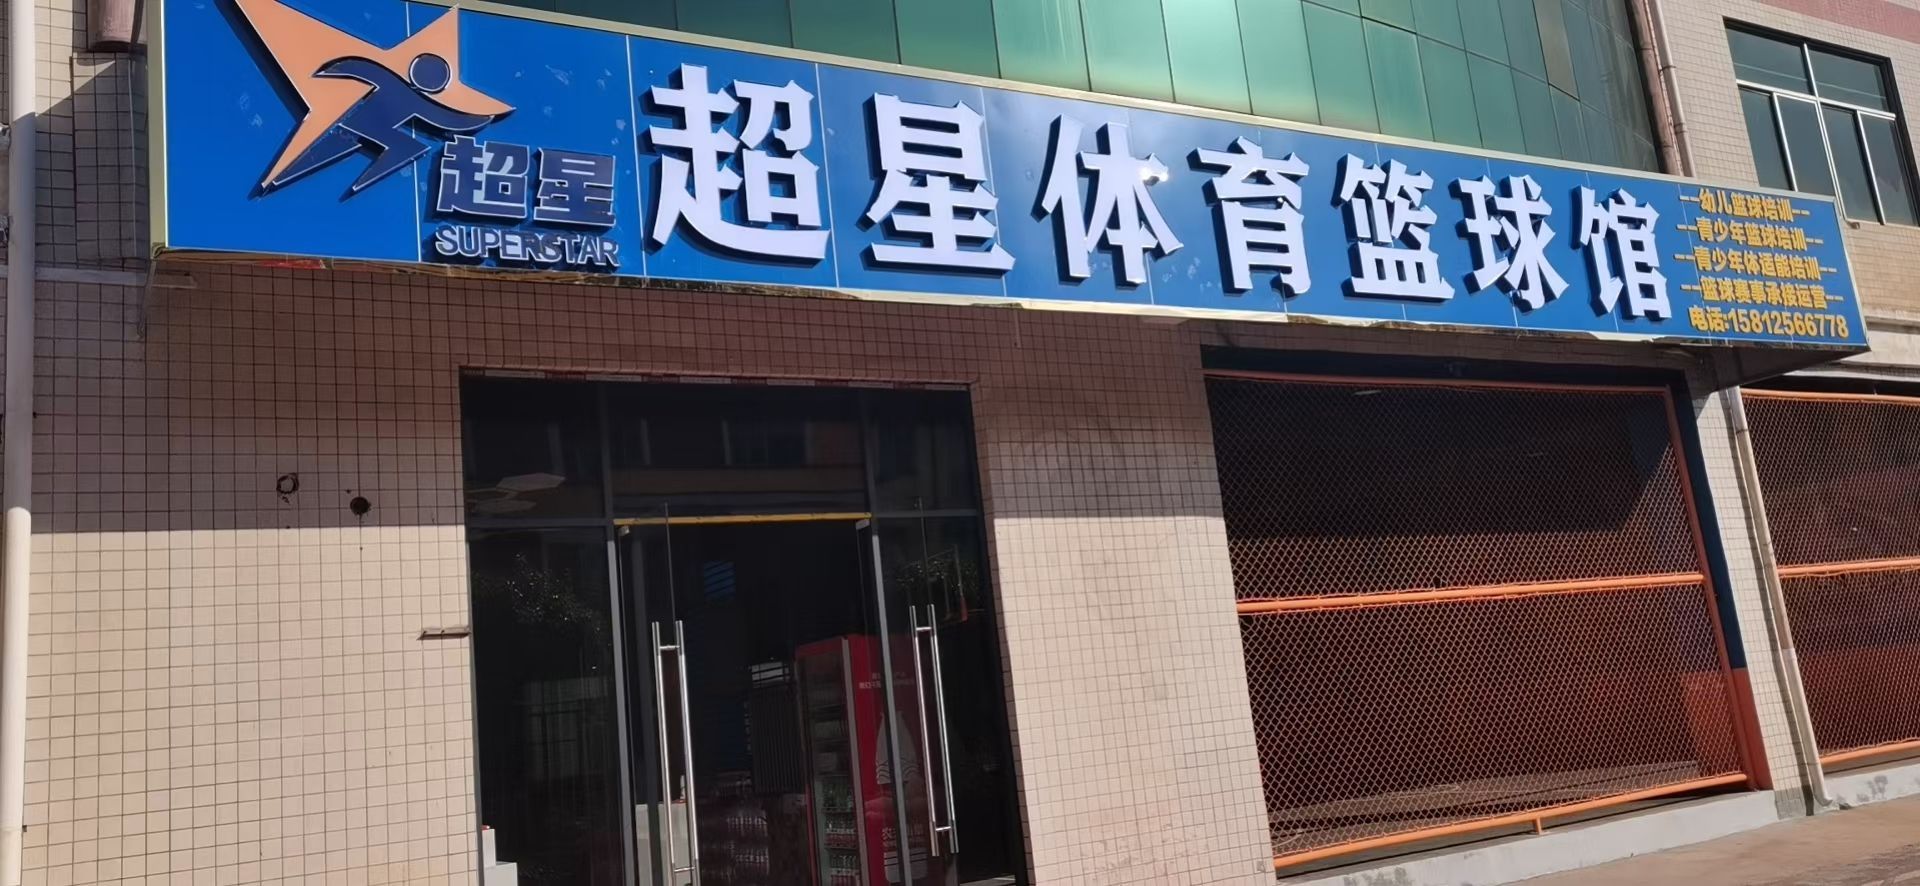 超星
SUPERSTAR
超星体育篮球馆
--幼儿篮球培训--
--青少年篮球培训--
--青少年体适能培训--
--篮球赛事承接运营--
电话:15812566778